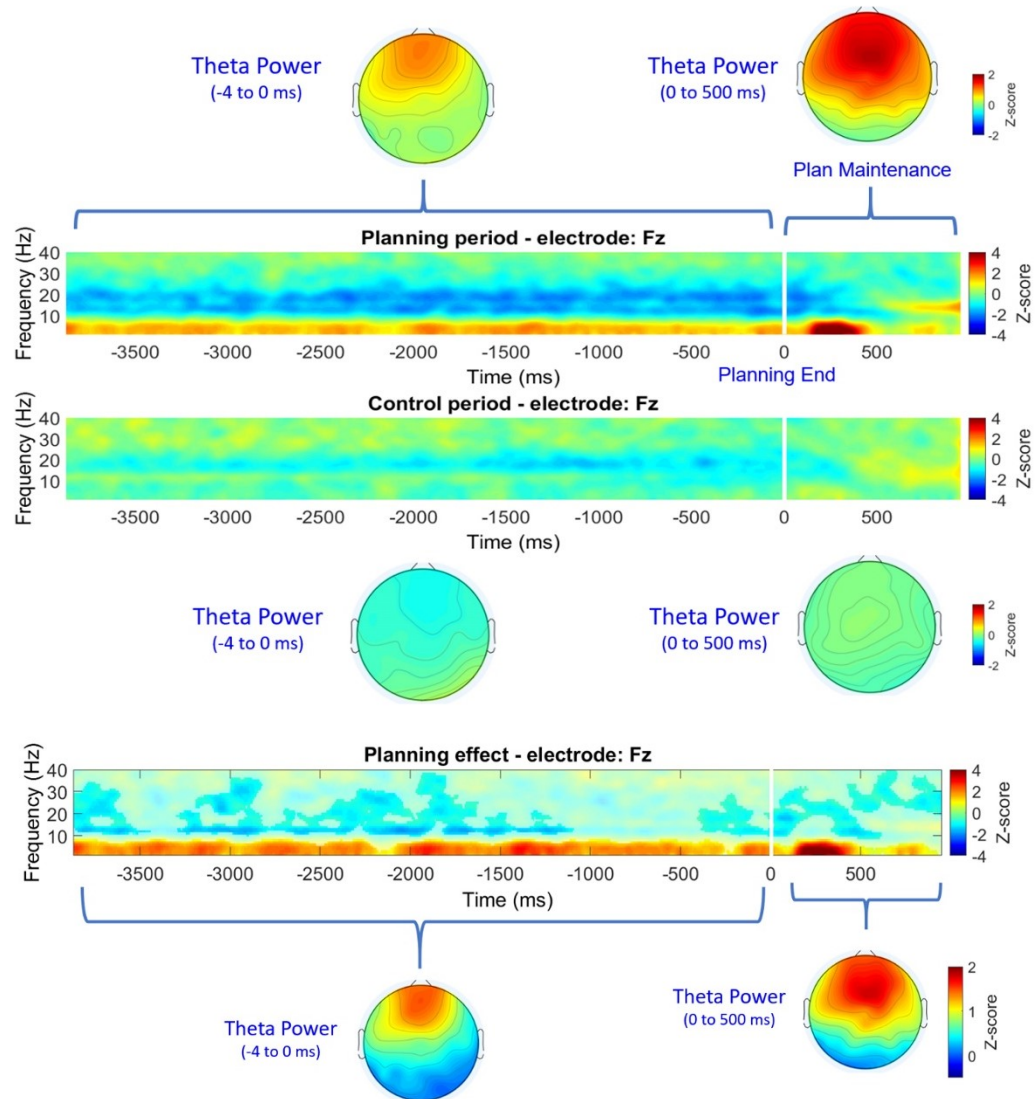 Theta Power
(-4 to 0 ms)
Theta Power
(0 to 500 ms)
2
0
-2
Z-score
Plan Maintenance
Planning period - electrode: Fz
Frequency (Hz)
40
30
20
10
-3500 -3000 -2500 -2000 -1500 -1000 -500 0 500
Time (ms)
Planning End
4
2
0
-2
-4
Z-score
Control period - electrode: Fz
Frequency (Hz)
40
30
20
10
-3500 -3000 -2500 -2000 -1500 -1000 -500 0 500
Time (ms)
4
2
0
-2
-4
Z-score
Theta Power
(-4 to 0 ms)
Theta Power
(0 to 500 ms)
2
0
-2
Z-score
Planning effect - electrode: Fz
Frequency (Hz)
40
30
20
10
-3500 -3000 -2500 -2000 -1500 -1000 -500 0 500
Time (ms)
4
2
0
-2
-4
Z-score
Theta Power
(-4 to 0 ms)
Theta Power
(0 to 500 ms)
2
1
0
-1
Z-score